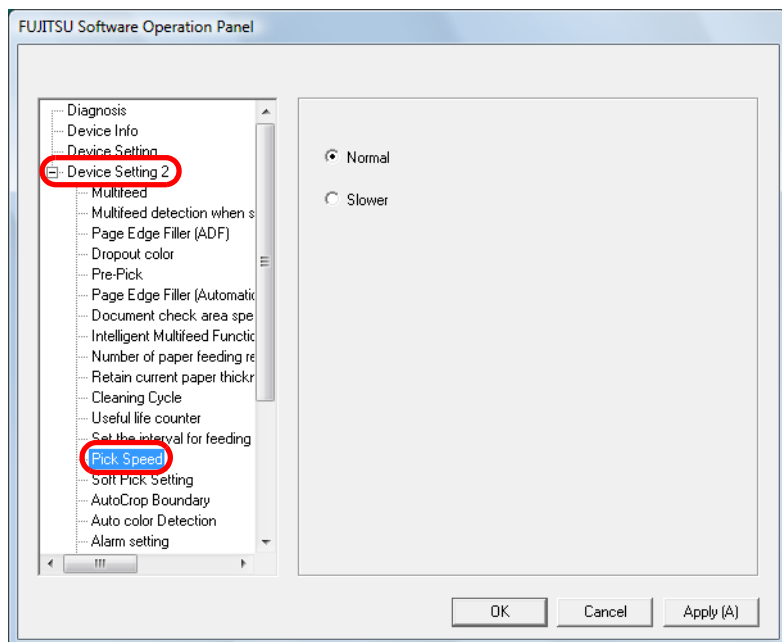 FUJITSU Software Operation Panel
Diagnosis
Device Info
Device Setting
Device Setting 2
Multifeed
Multifeed detection when s
Page Edge Filler (ADF)
Dropout color
Pre-Pick
Page Edge Filler (Automatic
Document check area spe
Intelligent Multifeed Functio
Number of paper feeding re
Retain current paper thickn
Cleaning Cycle
Useful life counter
Set the interval for feeding
Pick Speed
Soft Pick Setting
AutoCrop Boundary
Auto color Detection
Alarm setting
Normal
Slower
OK
Cancel
Apply (A)